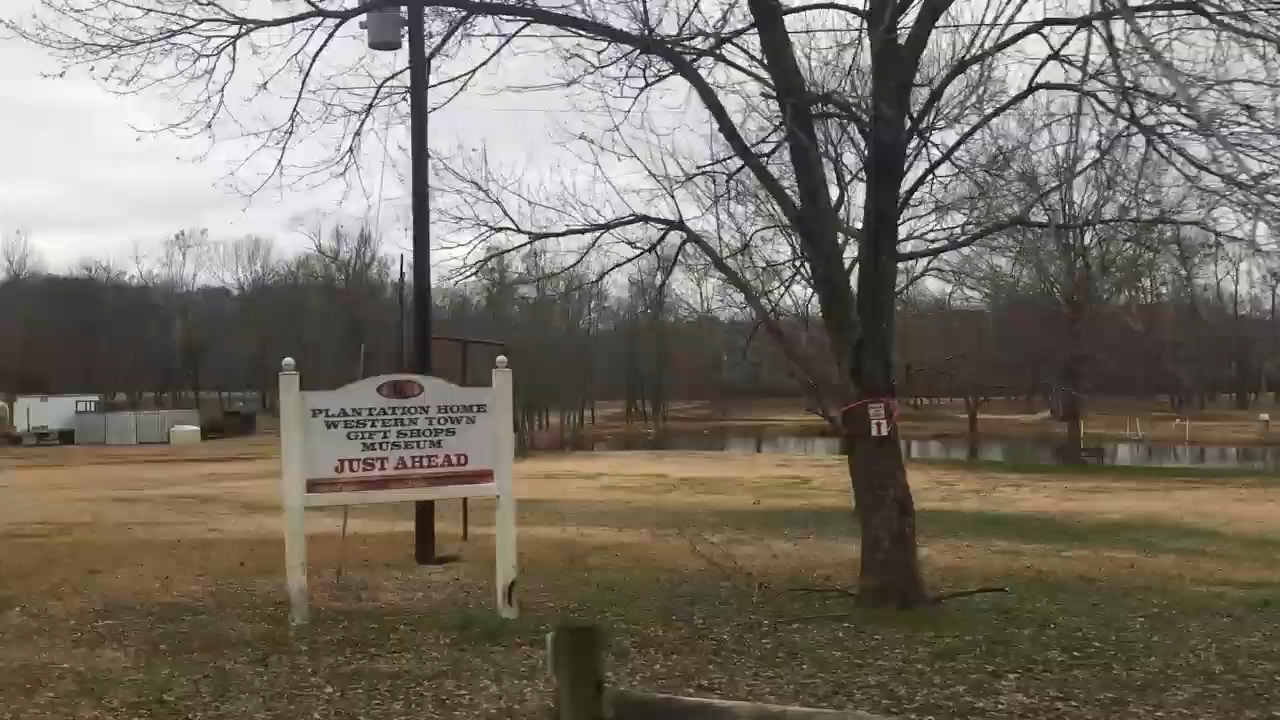 PLANTATION HOME
WESTERN TOWN
GIFT SHOPS
MUSEUM
JUST AHEAD